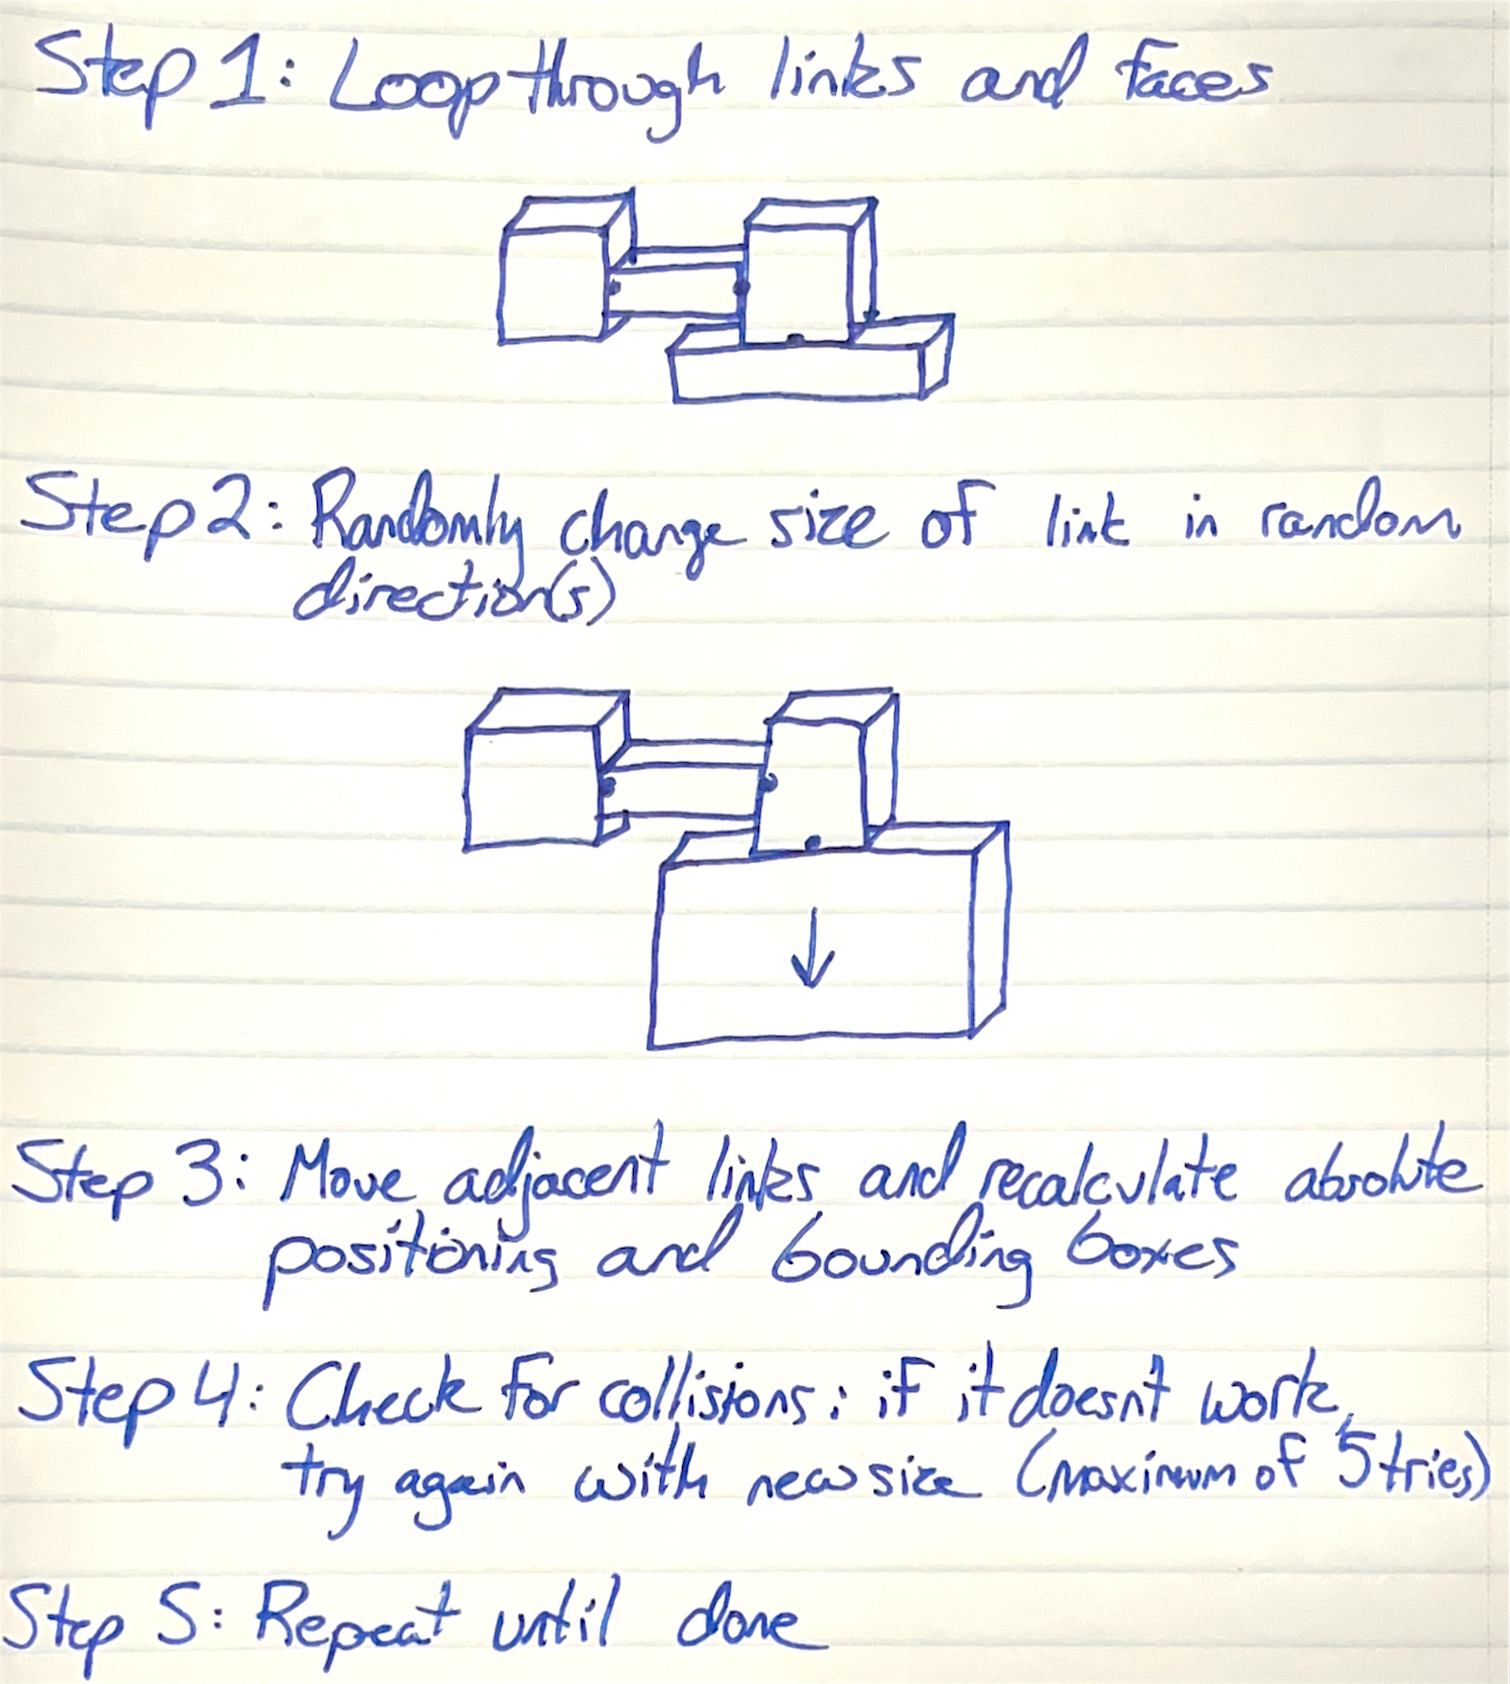 Step 1: Loop through links and faces
Step 2: Randomly change size of link in random
direction(s)
Step 3: Move adjacent links and recalculate absolute
positioning and bounding boxes
Step 4: Check for collisions; if it doesn't work,
try again with new size (maximum of 5 tries)
Step 5: Repeat until done